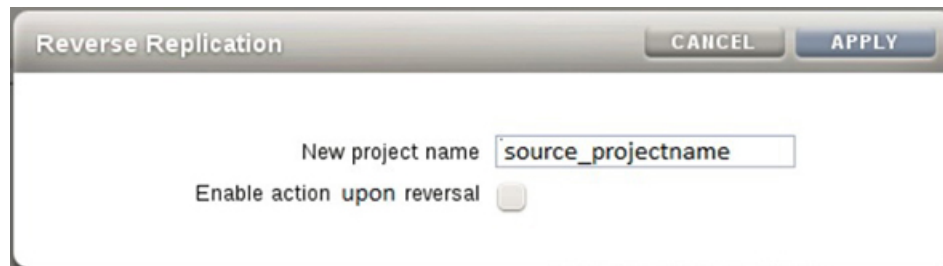 Reverse Replication CANCEL APPLY
New project name source_projectname
Enable action upon reversal